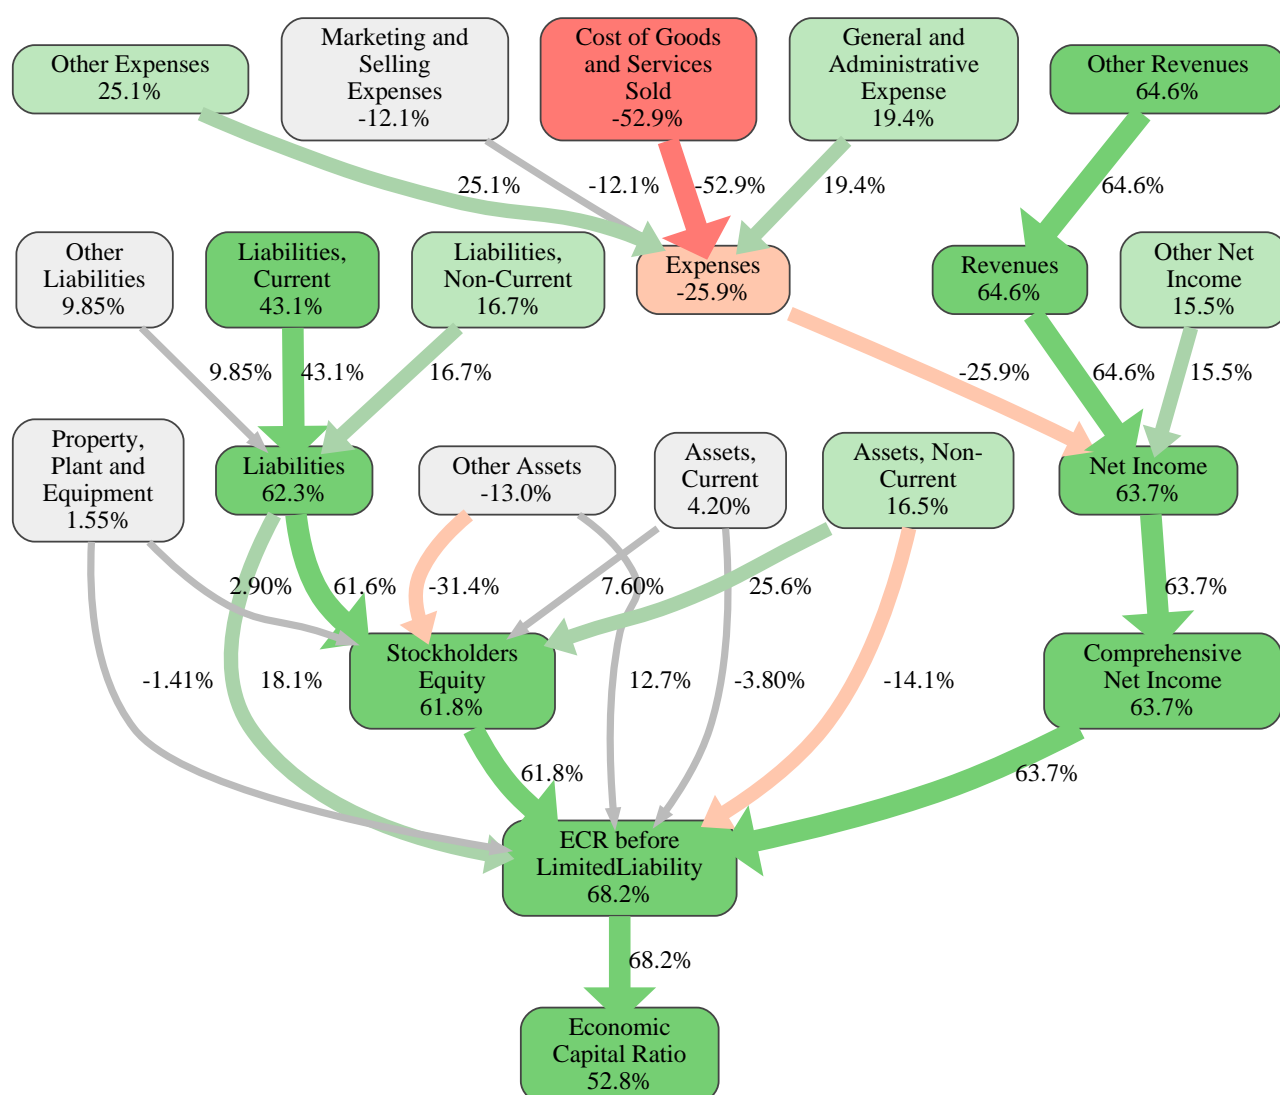 Other Expenses
25.1%
Marketing and
Selling
Expenses
-12.1%
Cost of Goods
and Services
Sold
-52.9%
General and
Administrative
Expense
19.4%
Other Revenues
64.6%
25.1%
-12.1%
-52.9%
19.4%
64.6%
Other
Liabilities
9.85%
Liabilities,
Current
43.1%
Liabilities,
Non-Current
16.7%
Expenses
-25.9%
Revenues
64.6%
Other Net
Income
15.5%
9.85%
43.1%
16.7%
-25.9%
64.6%
15.5%
Property,
Plant and
Equipment
1.55%
Liabilities
62.3%
Other Assets
-13.0%
Assets,
Current
4.20%
Assets, Non-
Current
16.5%
Net Income
63.7%
2.90%
61.6%
-31.4%
7.60%
25.6%
63.7%
-1.41%
18.1%
Stockholders
Equity
61.8%
12.7%
-3.80%
-14.1%
Comprehensive
Net Income
63.7%
61.8%
63.7%
ECR before
LimitedLiability
68.2%
68.2%
Economic
Capital Ratio
52.8%